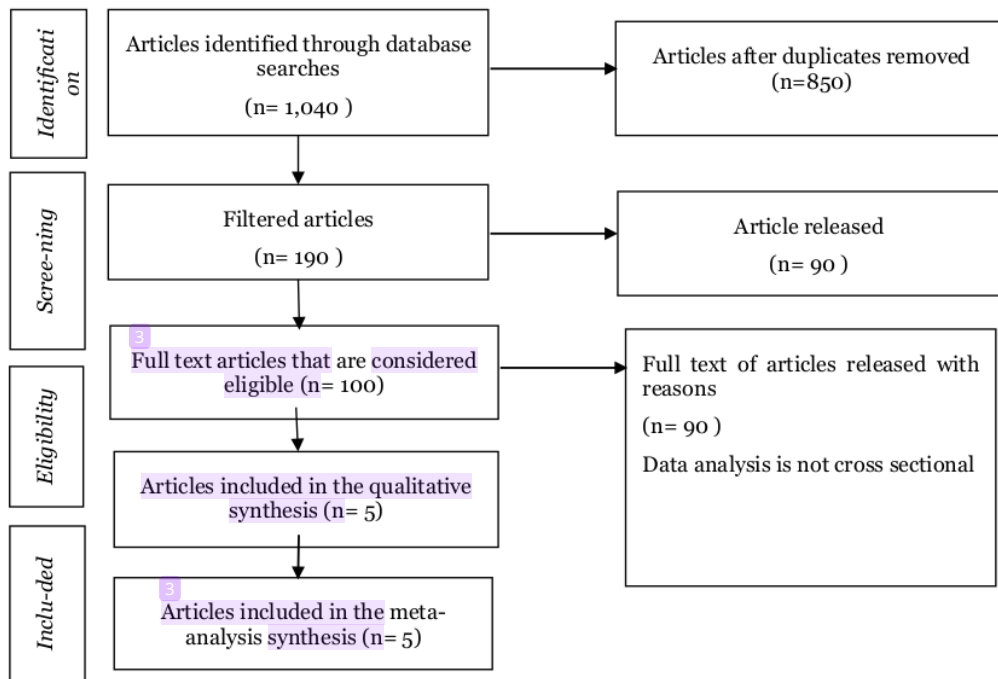 Identificati
on
Articles identified through database
searches
(n= 1,040 )
Articles after duplicates removed
(n=850)
Scree-ning
Filtered articles
(n= 190 )
Article released
(n= 90 )
Eligibility
3
Full text articles that are considered
eligible (n= 100)
Full text of articles released with
reasons
(n= 90 )
Data analysis is not cross sectional
Articles included in the qualitative
synthesis (n= 5)
Inclu-ded
3
Articles included in the meta-
analysis synthesis (n= 5)